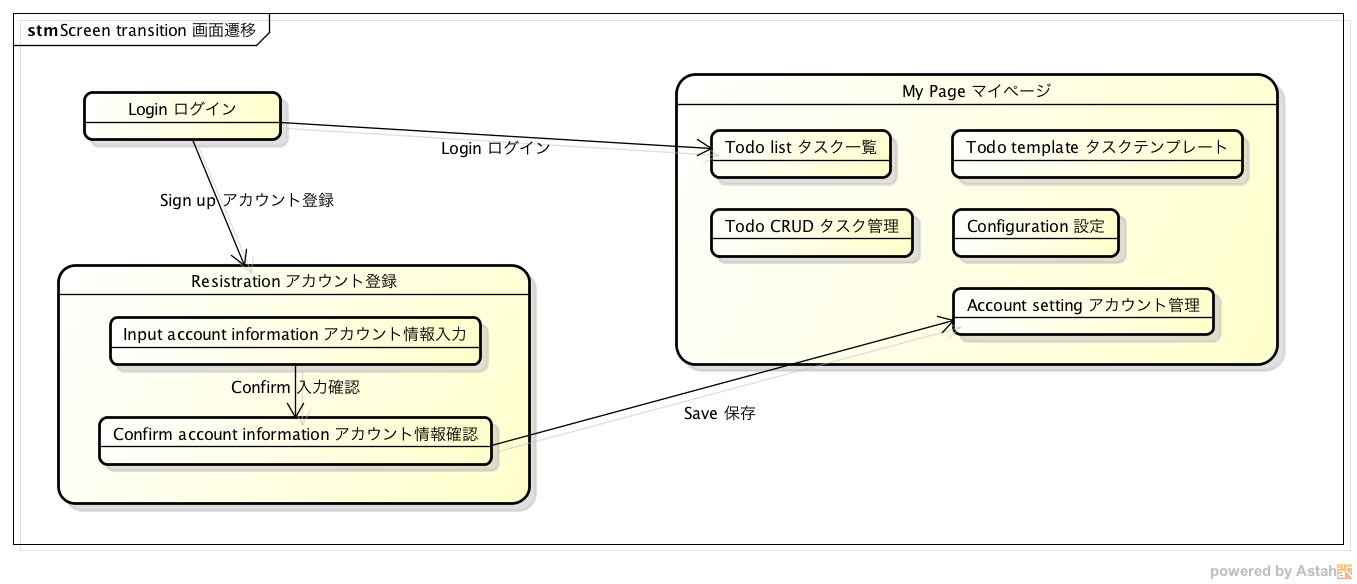 stm Screen transition 画面遷移
My Page マイページ
Login ログイン
Login ログイン
Todo list タスク一覧
Todo template タスクテンプレート
Sign up アカウント登録
Todo CRUD タスク管理
Configuration 設定
Resistration アカウント登録
Account setting アカウント管理
Input account information アカウント情報入力
Confirm 入力確認
Save 保存
Confirm account information アカウント情報確認
powered by Astah